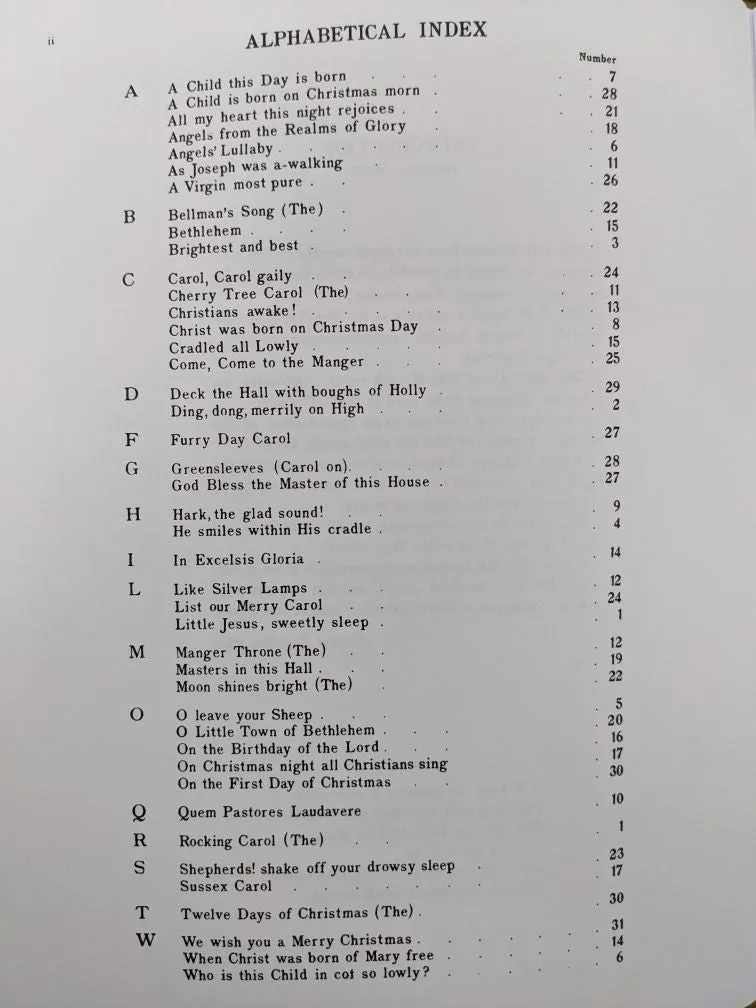 ii
ALPHABETICAL INDEX
Number
A A Child this Day is born . . . . . 7
A Child is born on Christmas morn . . . 28
All my heart this night rejoices . . . . 21
Angels from the Realms of Glory . . 18
Angels' Lullaby . . . . . . . 6
As Joseph was a-walking . . 11
A Virgin most pure . . . 26
B Bellman's Song (The) . . 22
Bethlehem . . . . . 15
Brightest and best . . 3
C Carol, Carol gaily . . . . 24
Cherry Tree Carol (The) . . . . 11
Christians awake! . . . . . . . 13
Christ was born on Christmas Day . . 8
Cradled all Lowly . . . . . . 15
Come, Come to the Manger . . . . 25
D Deck the Hall with boughs of Holly . . 29
Ding, dong, merrily on High . . . . 2
F Furry Day Carol . 27
G Greensleeves (Carol on). . . . . 28
God Bless the Master of this House . . 27
H Hark, the glad sound! . . . 9
He smiles within His cradle . . 4
I In Excelsis Gloria . . 14
L Like Silver Lamps . . . . 12
List our Merry Carol . . . 24
Little Jesus, sweetly sleep . . 1
M Manger Throne (The) . . . 12
Masters in this Hall . . . . 19
Moon shines bright (The) . . 22
O O leave your Sheep . . . . 5
O Little Town of Bethlehem . . . . 20
On the Birthday of the Lord . . . . 16
On Christmas night all Christians sing . 17
On the First Day of Christmas . . . 30
Q Quem Pastores Laudavere . 10
R Rocking Carol (The) . . . 1
S Shepherds! shake off your drowsy sleep . . 23
Sussex Carol . . . . . . . 17
T Twelve Days of Christmas (The) . 30
W We wish you a Merry Christmas . . . . . . 31
When Christ was born of Mary free . . . . . . 14
Who is this Child in cot so lowly? . . . . . . 6